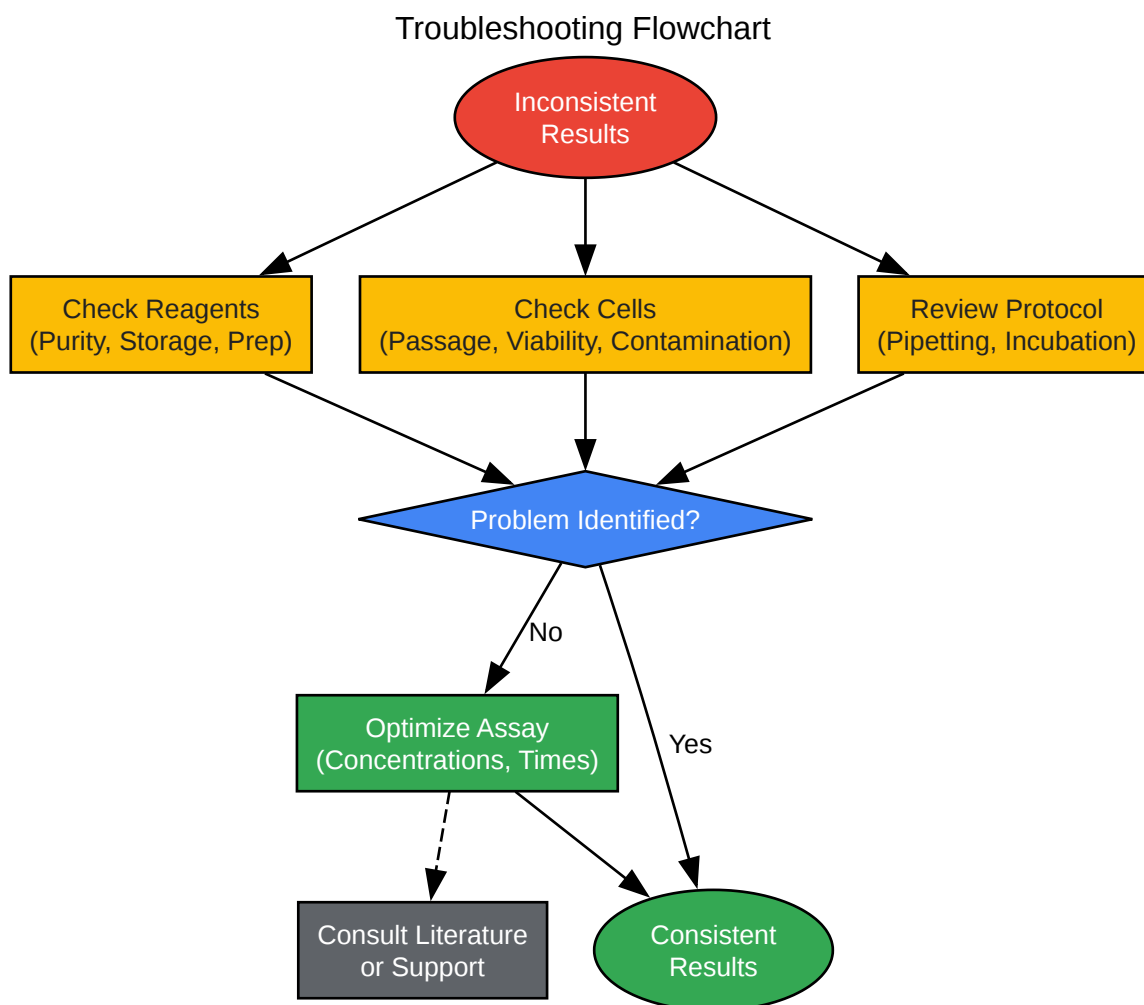 Troubleshooting Flowchart
Inconsistent
Results
Check Reagents
(Purity, Storage, Prep)
Check Cells
(Passage, Viability, Contamination)
Review Protocol
(Pipetting, Incubation)
Problem Identified?
No
Yes
Optimize Assay
(Concentrations, Times)
Consult Literature
or Support
Consistent
Results